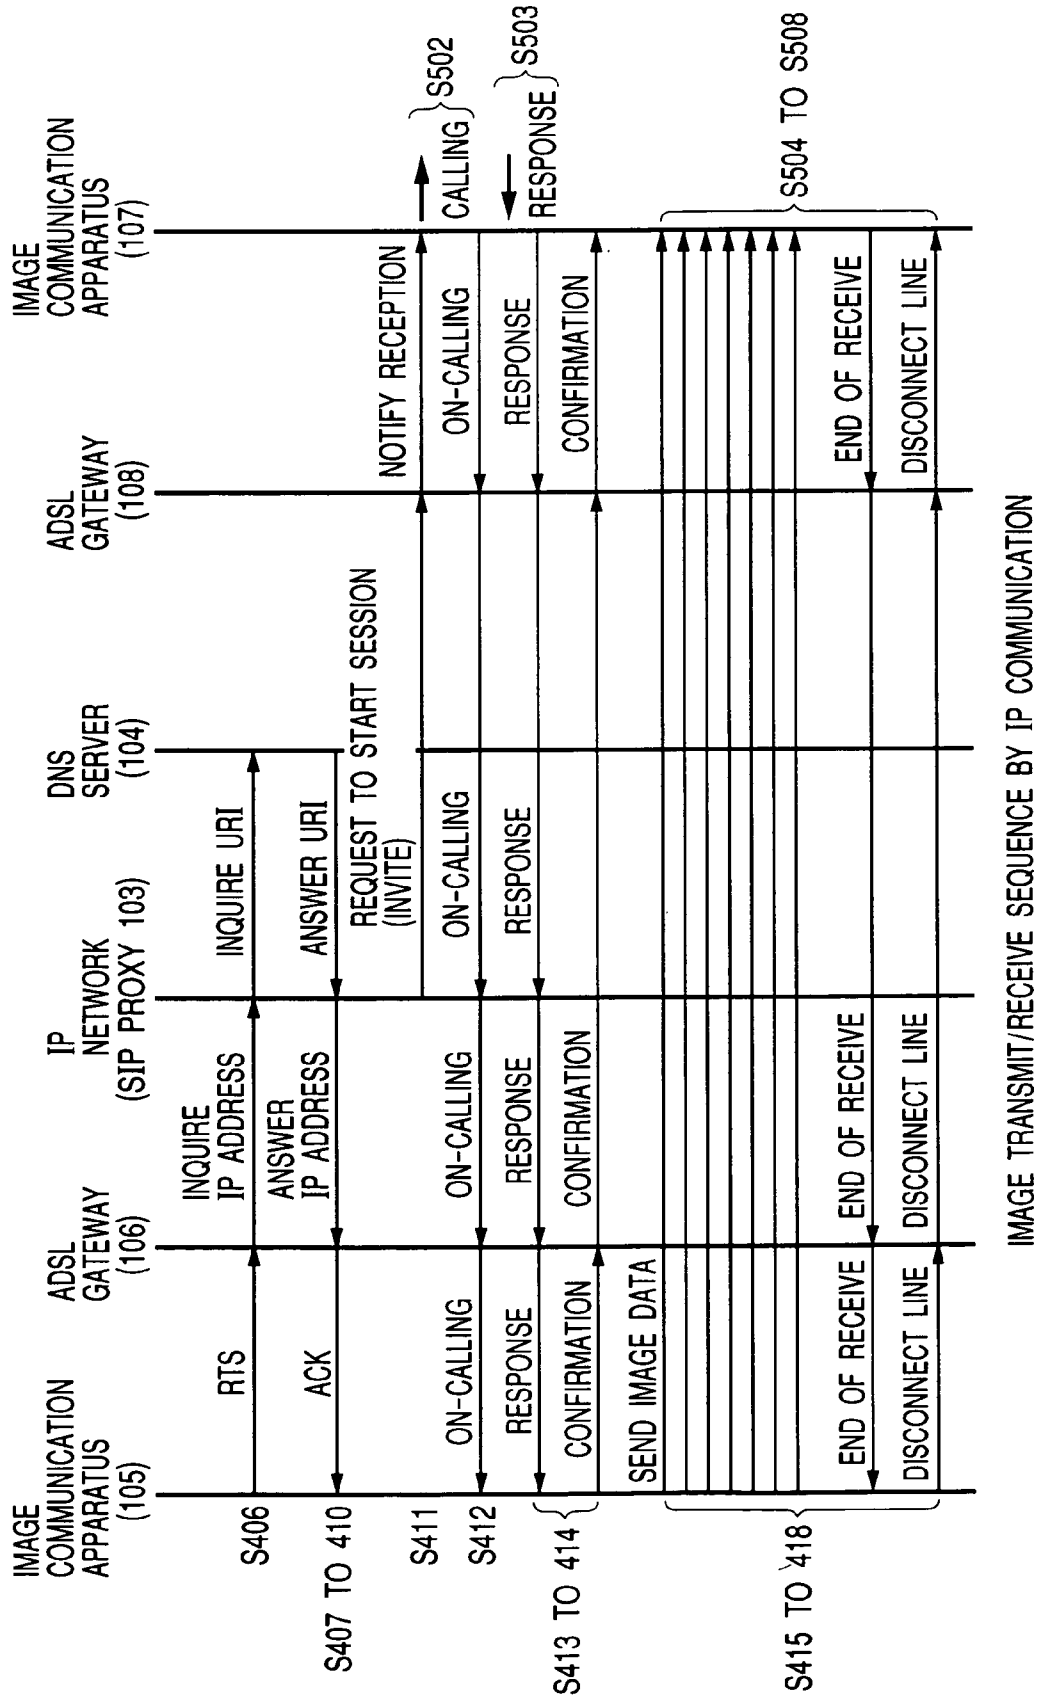 IMAGE
COMMUNICATION
APPARATUS
(105)
ADSL
GATEWAY
(106)
IP
NETWORK
(SIP PROXY 103)
DNS
SERVER
(104)
ADSL
GATEWAY
(108)
IMAGE
COMMUNICATION
APPARATUS
(107)
S406
RTS
INQUIRE
IP ADDRESS
INQUIRE URI
S407 TO 410
ACK
ANSWER
IP ADDRESS
ANSWER URI
S411
REQUEST TO START SESSION
(INVITE)
NOTIFY RECEPTION
CALLING
S502
S412
ON-CALLING
ON-CALLING
ON-CALLING
ON-CALLING
S413 TO 414
RESPONSE
RESPONSE
RESPONSE
RESPONSE
RESPONSE
S503
CONFIRMATION
CONFIRMATION
CONFIRMATION
S415 TO 418
SEND IMAGE DATA
S504 TO S508
END OF RECEIVE
END OF RECEIVE
END OF RECEIVE
DISCONNECT LINE
DISCONNECT LINE
DISCONNECT LINE
IMAGE TRANSMIT/RECEIVE SEQUENCE BY IP COMMUNICATION